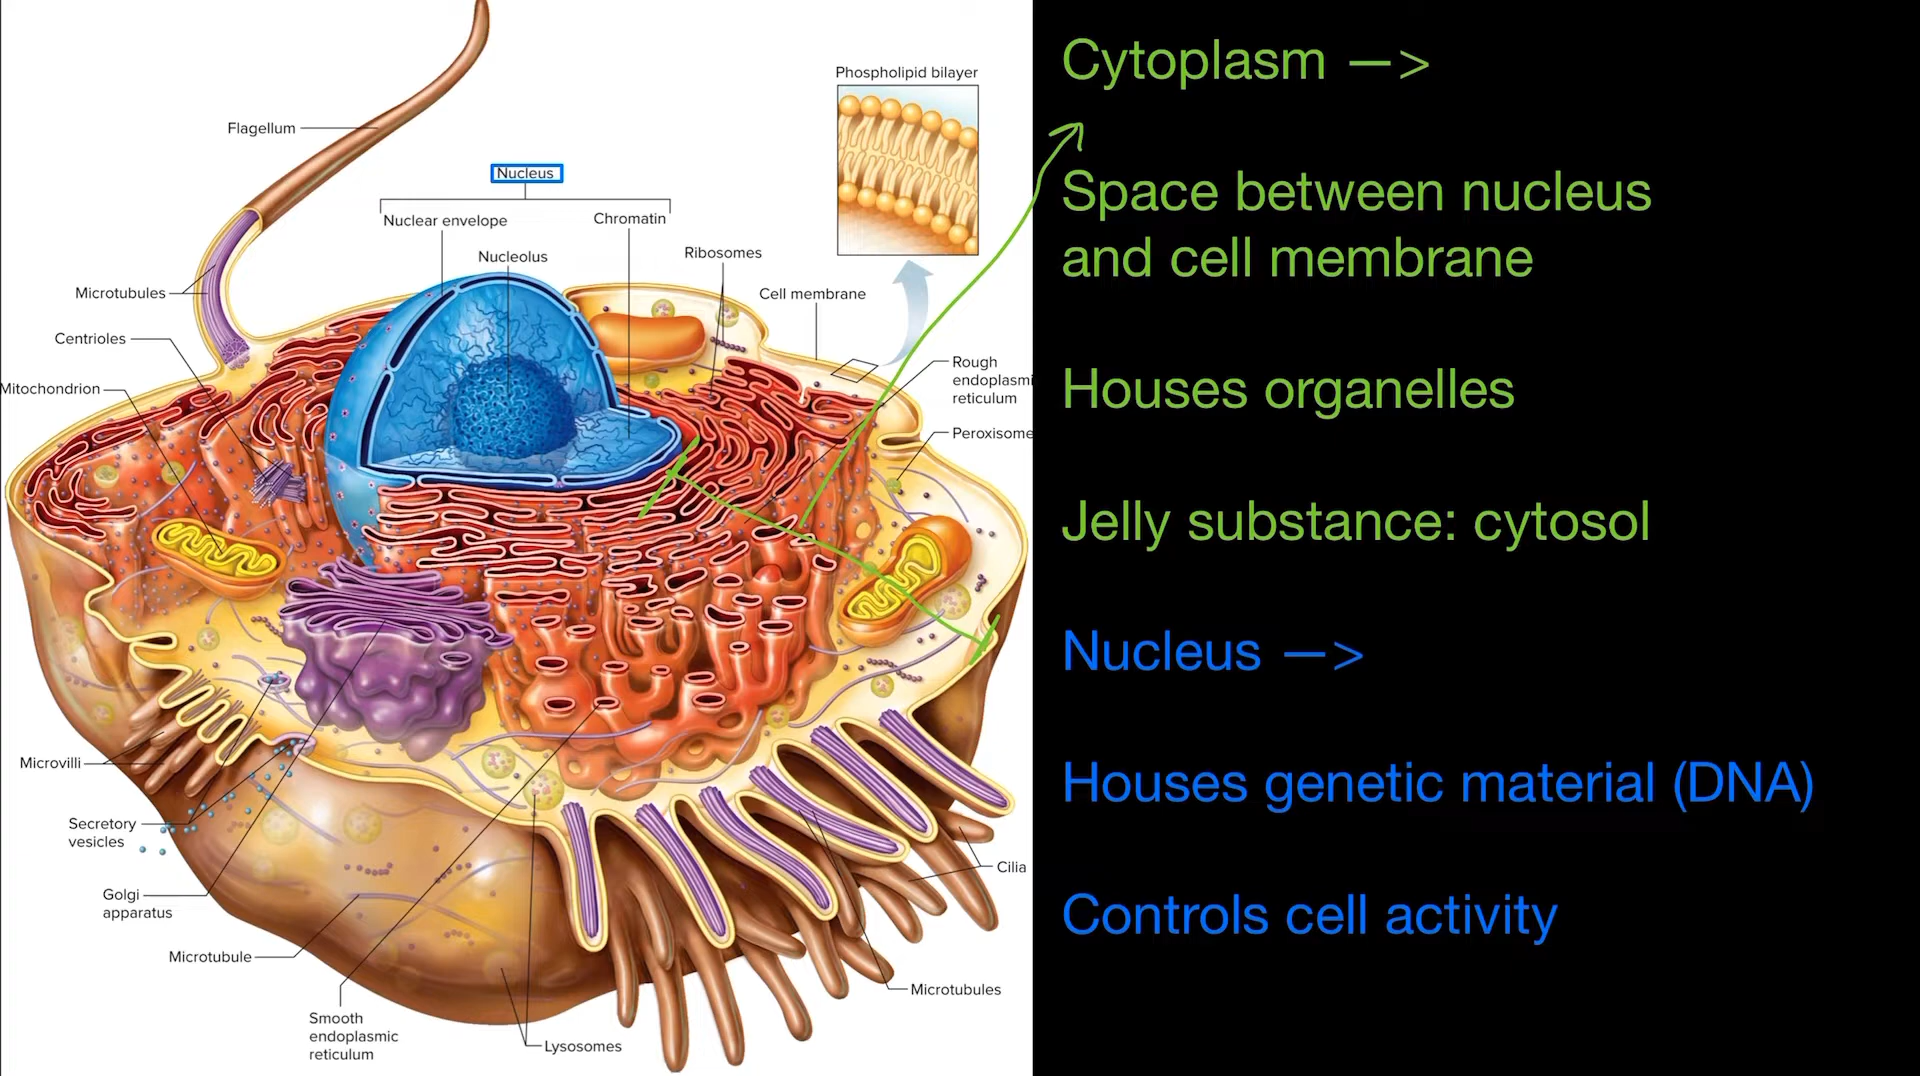 Phospholipid bilayer
Flagellum
Nucleus
Nuclear envelope
Chromatin
Nucleolus
Ribosomes
Microtubules
Cell membrane
Centrioles
Rough
endoplasmi
reticulum
Mitochondrion
Peroxisome
Microvilli
Secretory
vesicles
Cilia
Golgi
apparatus
Microtubule
Microtubules
Smooth
endoplasmic
reticulum
Lysosomes
Cytoplasm —>
Space between nucleus
and cell membrane
Houses organelles
Jelly substance: cytosol
Nucleus —>
Houses genetic material (DNA)
Controls cell activity